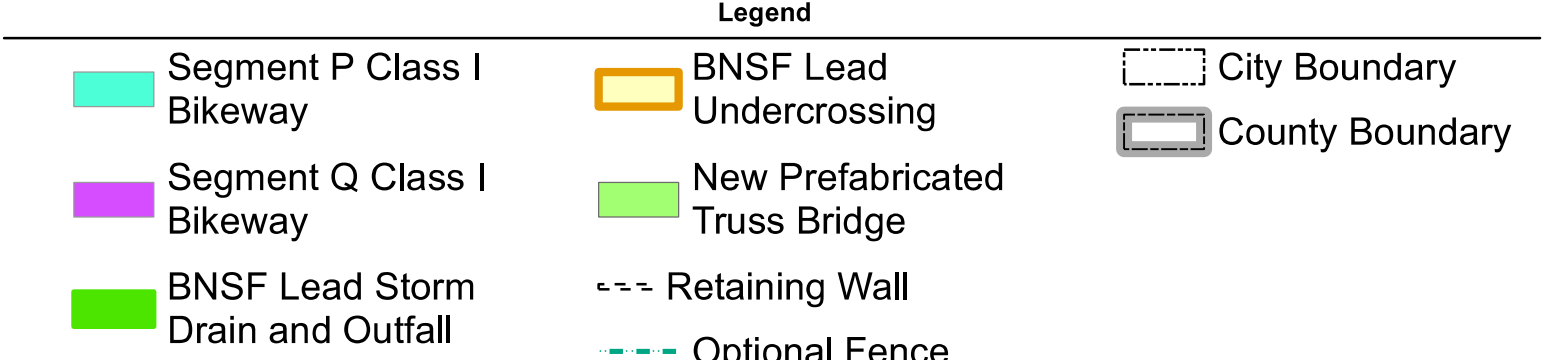 Legend
Segment P Class I
Bikeway
Segment Q Class I
Bikeway
BNSF Lead Storm
Drain and Outfall
BNSF Lead
Undercrossing
New Prefabricated
Truss Bridge
Retaining Wall
Optional Fence
City Boundary
County Boundary